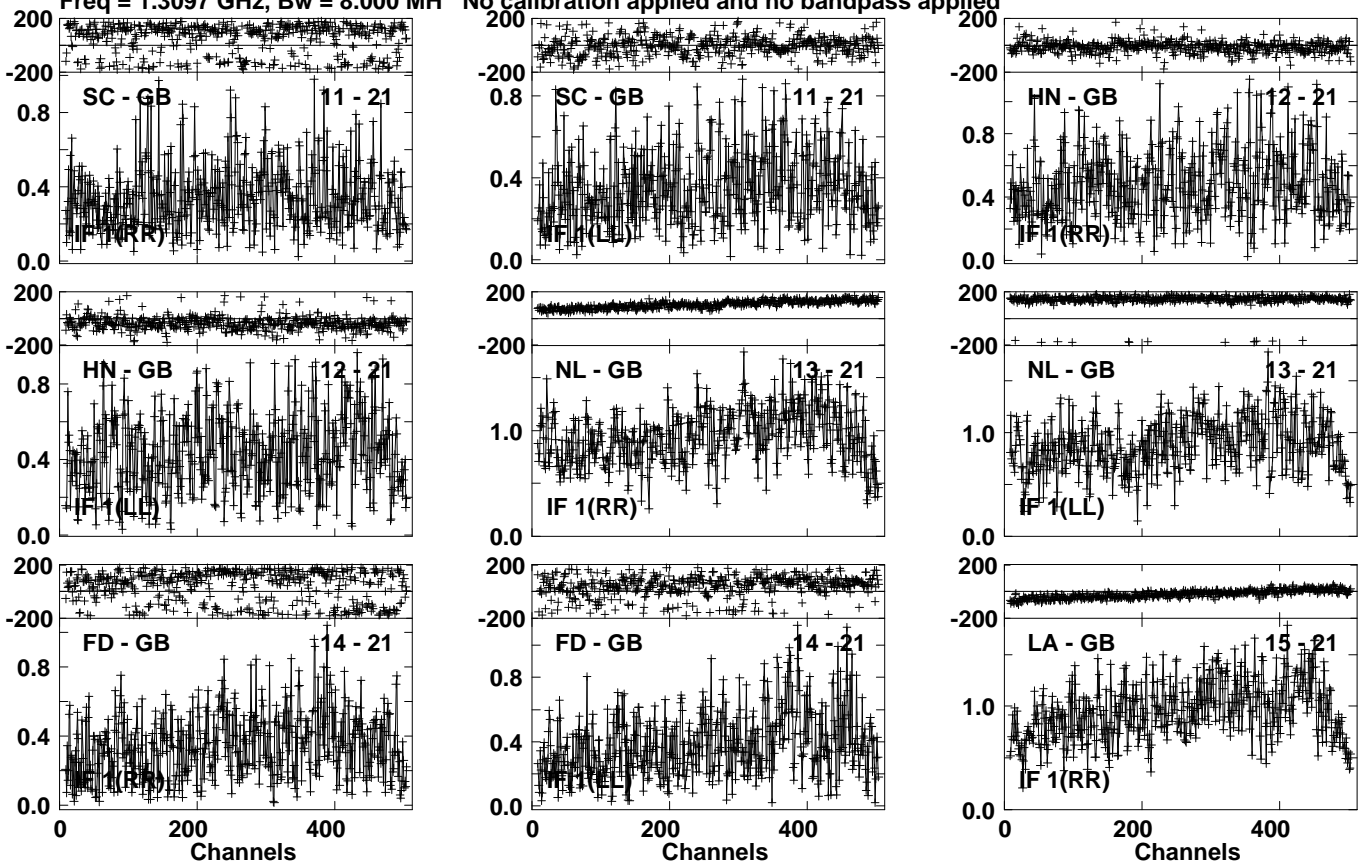 Freq = 1.3097 GHz, Bw = 8.000 MH No calibration applied and no bandpass applied
200 200 200
-200 -200 -200
SC - GB 11 - 21 SC - GB 11 - 21 HN - GB 12 - 21
0.8 0.8 0.8
0.4 0.4 0.4
IF 1(RR) IF 1(LL) IF 1(RR)
0.0 0.0 0.0
200 200 200
-200 -200 -200
HN - GB 12 - 21 NL - GB 13 - 21 NL - GB 13 - 21
0.8 1.0 1.0
0.4
IF 1(LL) IF 1(RR) IF 1(LL)
0.0 0.0 0.0
200 200 200
-200 -200 -200
FD - GB 14 - 21 FD - GB 14 - 21 LA - GB 15 - 21
0.8 0.8 1.0
0.4 0.4
IF 1(RR) IF 1(LL) IF 1(RR)
0.0 0.0 0.0
0 200 400 0 200 400 0 200 400
Channels Channels Channels